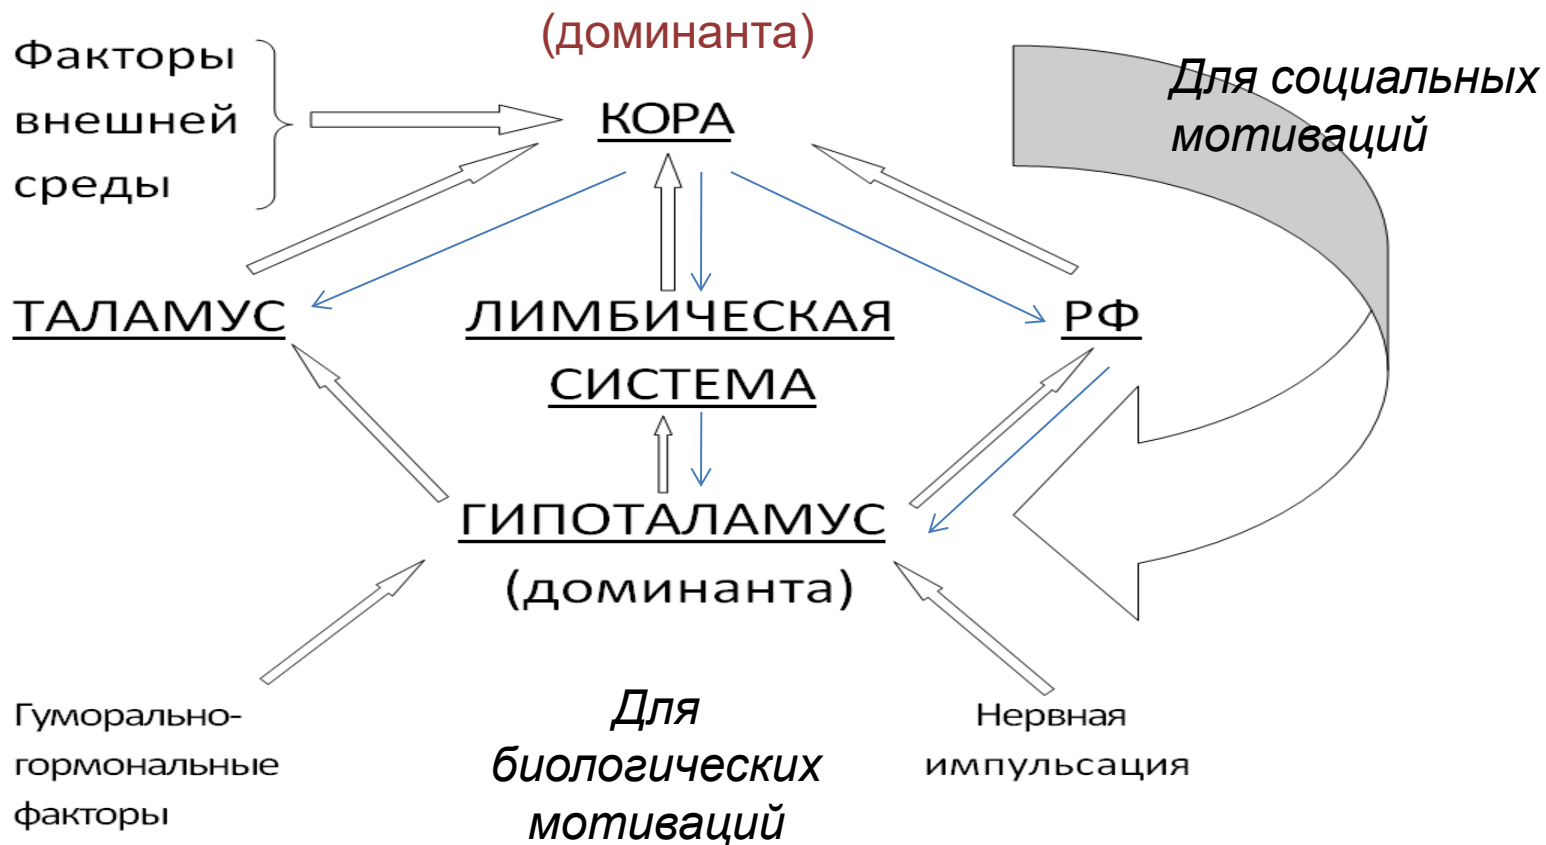 (доминанта)
Факторы
внешней
среды
КОРА
Для социальных
мотиваций
ТАЛАМУС
ЛИМБИЧЕСКАЯ
СИСТЕМА
РФ
ГИПОТАЛАМУС
(доминанта)
Гуморально-
гормональные
факторы
Для
биологических
мотиваций
Нервная
импульсация